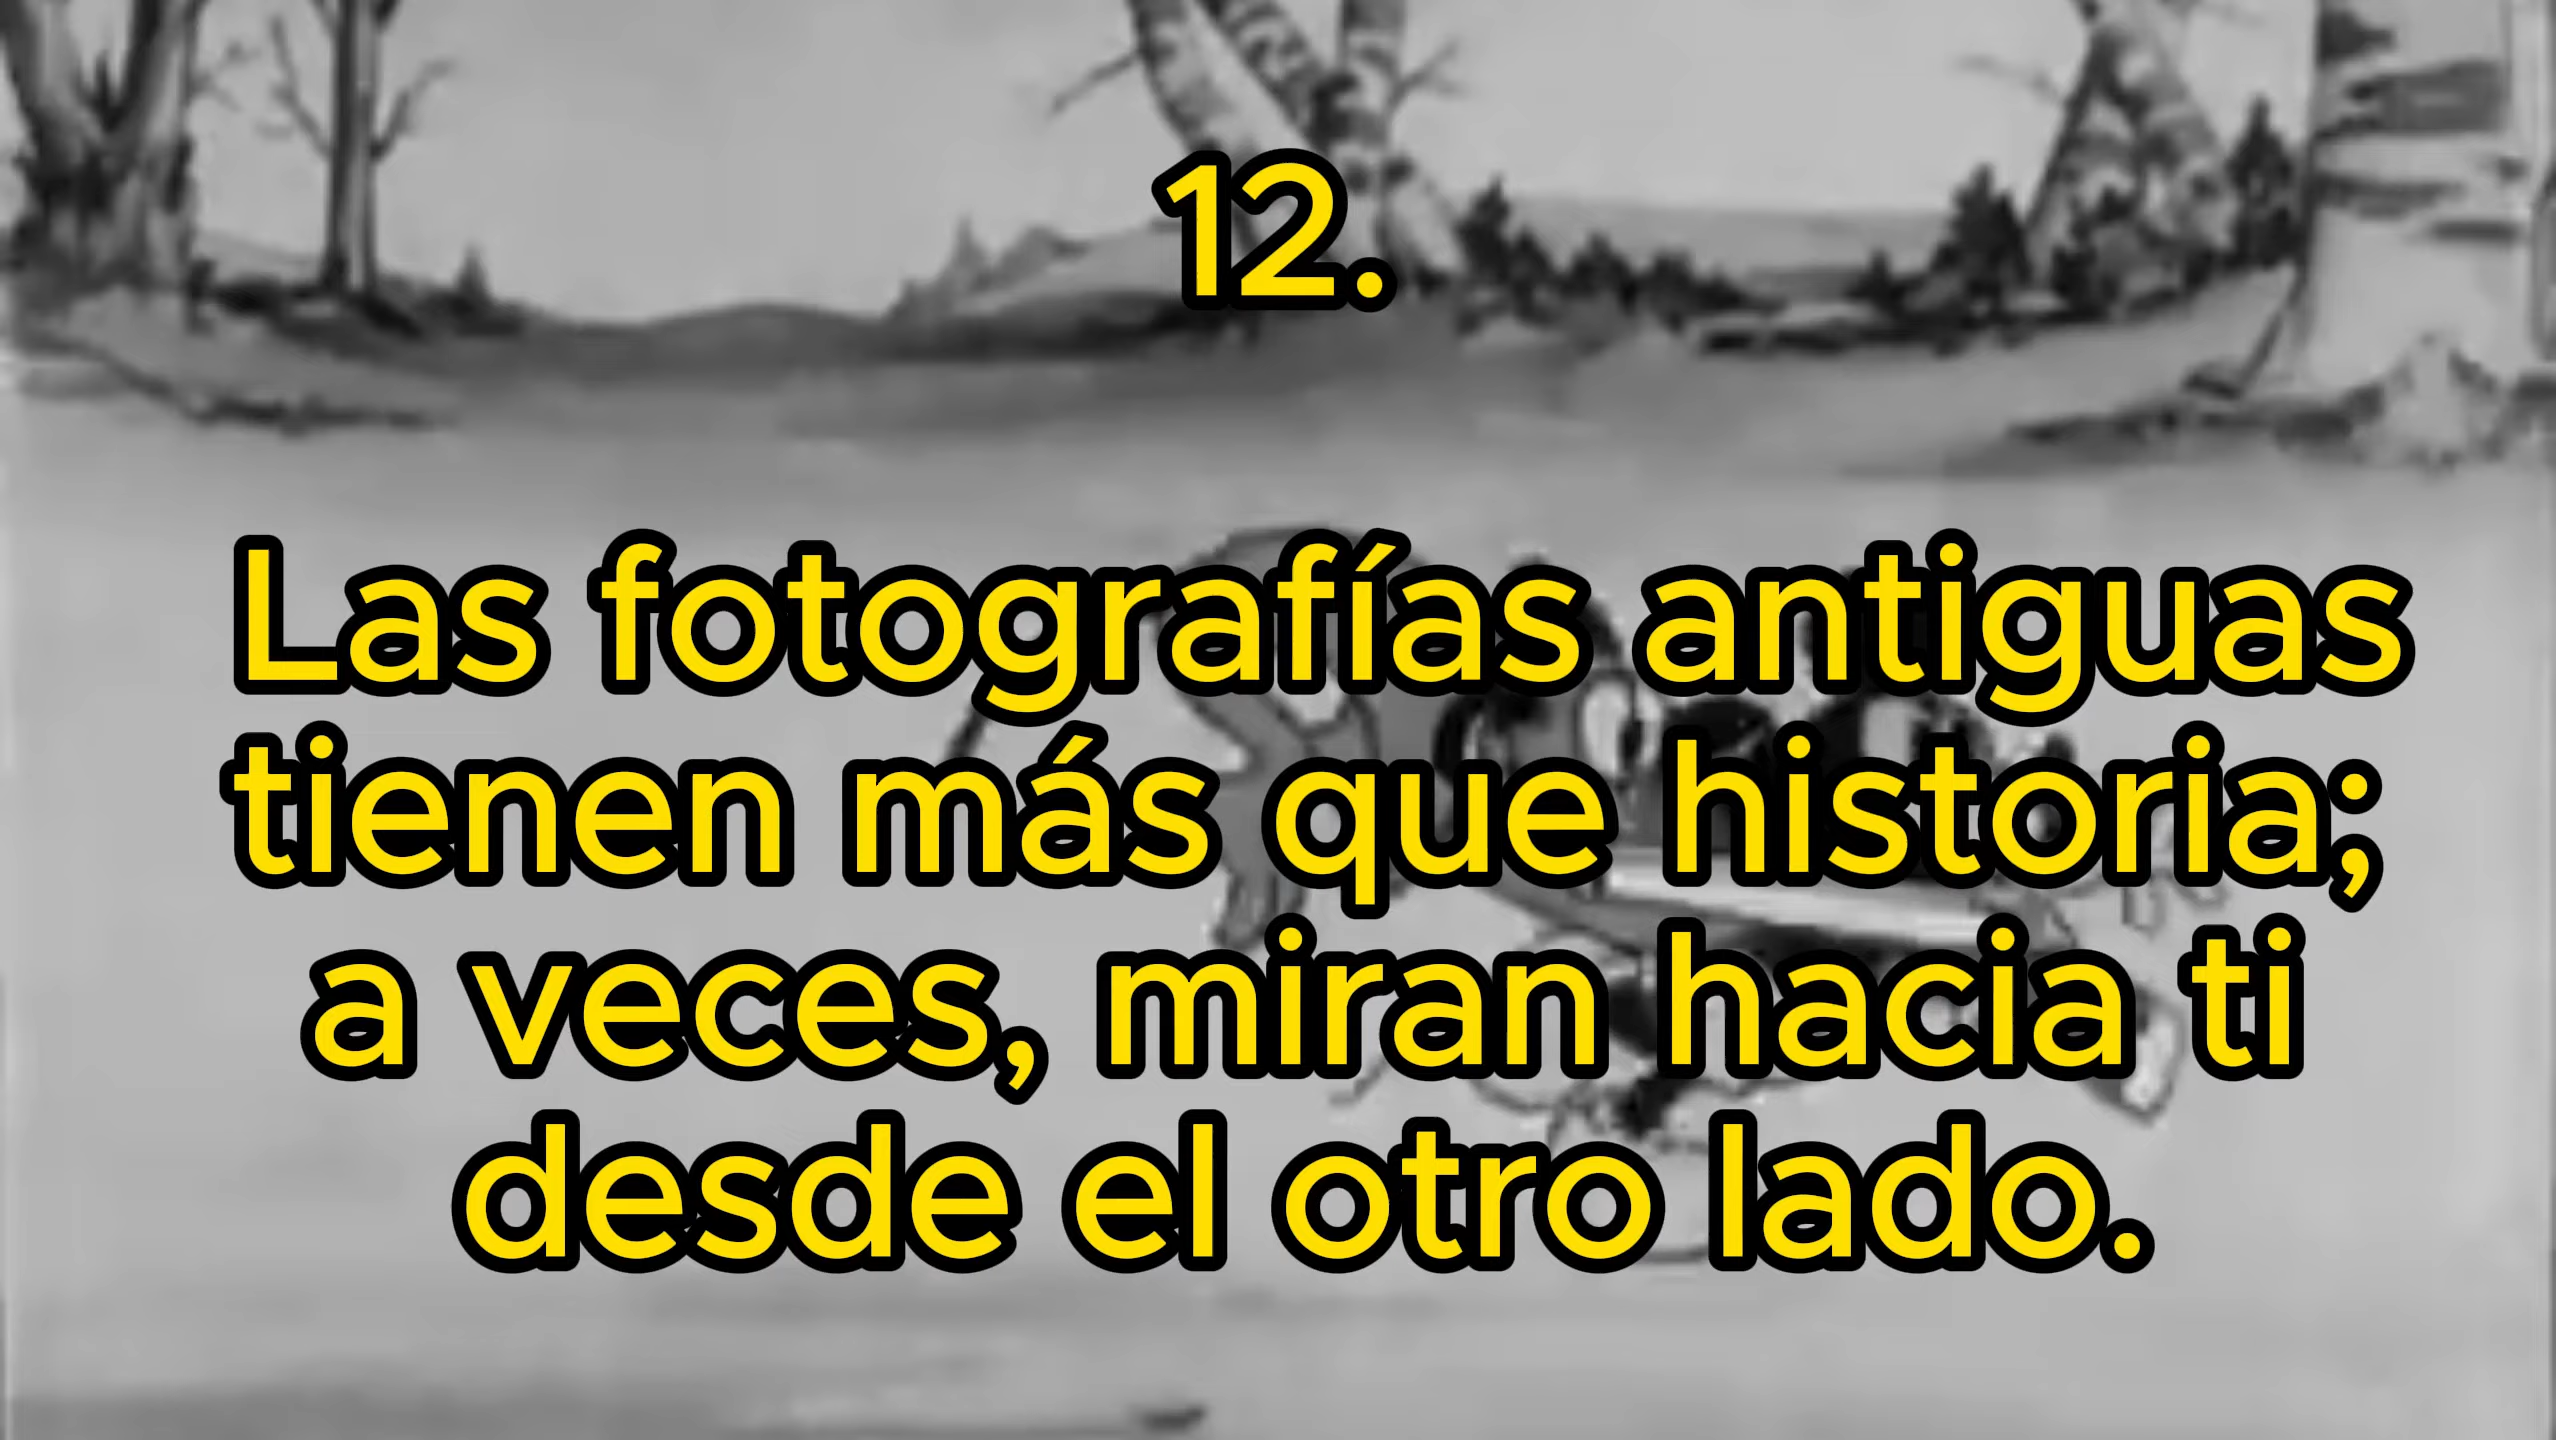 12.
Las fotografías antiguas
tienen más que historia;
a veces, miran hacia ti
desde el otro lado.